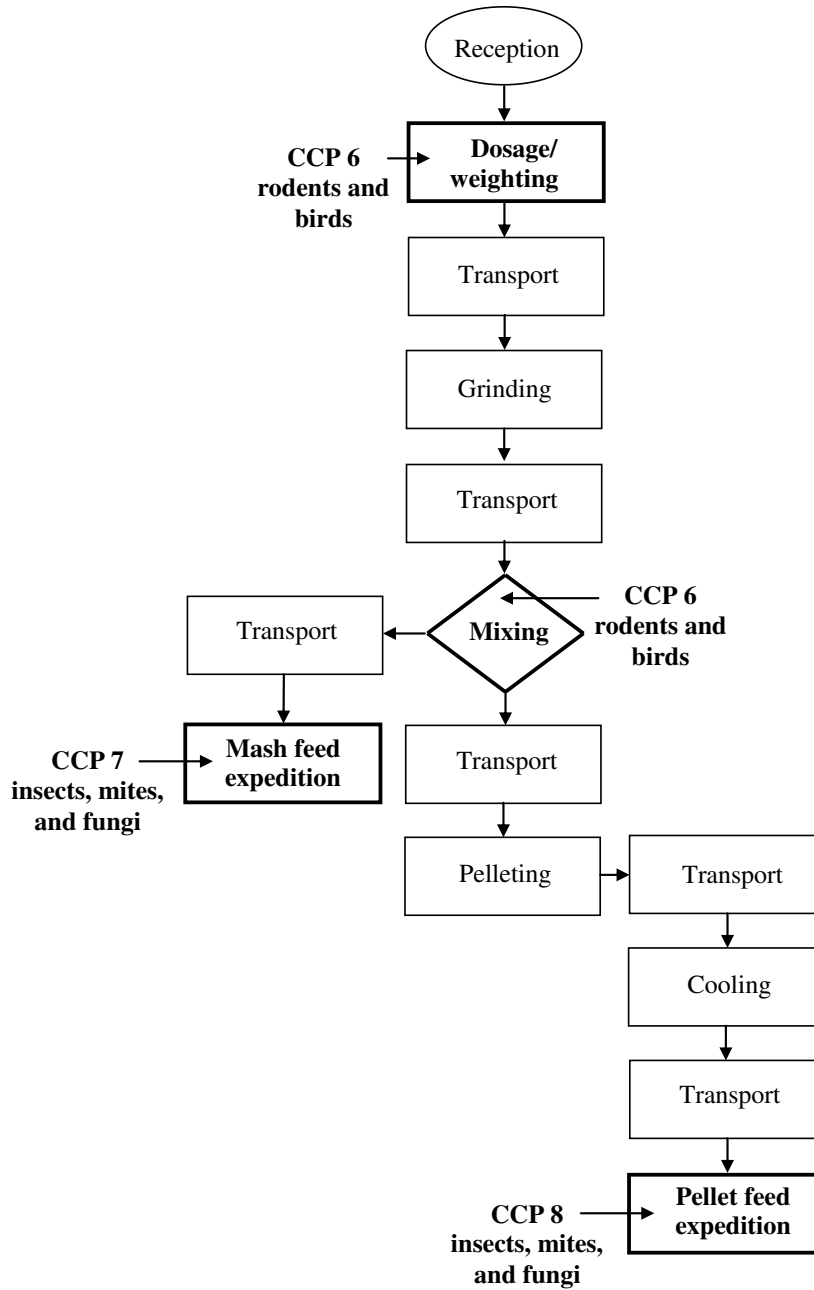 Reception
CCP 6
rodents and
birds
Dosage/
weighting
Transport
Grinding
Transport
Transport
Mixing
CCP 6
rodents and
birds
CCP 7
insects, mites,
and fungi
Mash feed
expedition
Transport
Pelleting
Transport
Cooling
Transport
CCP 8
insects, mites,
and fungi
Pellet feed
expedition